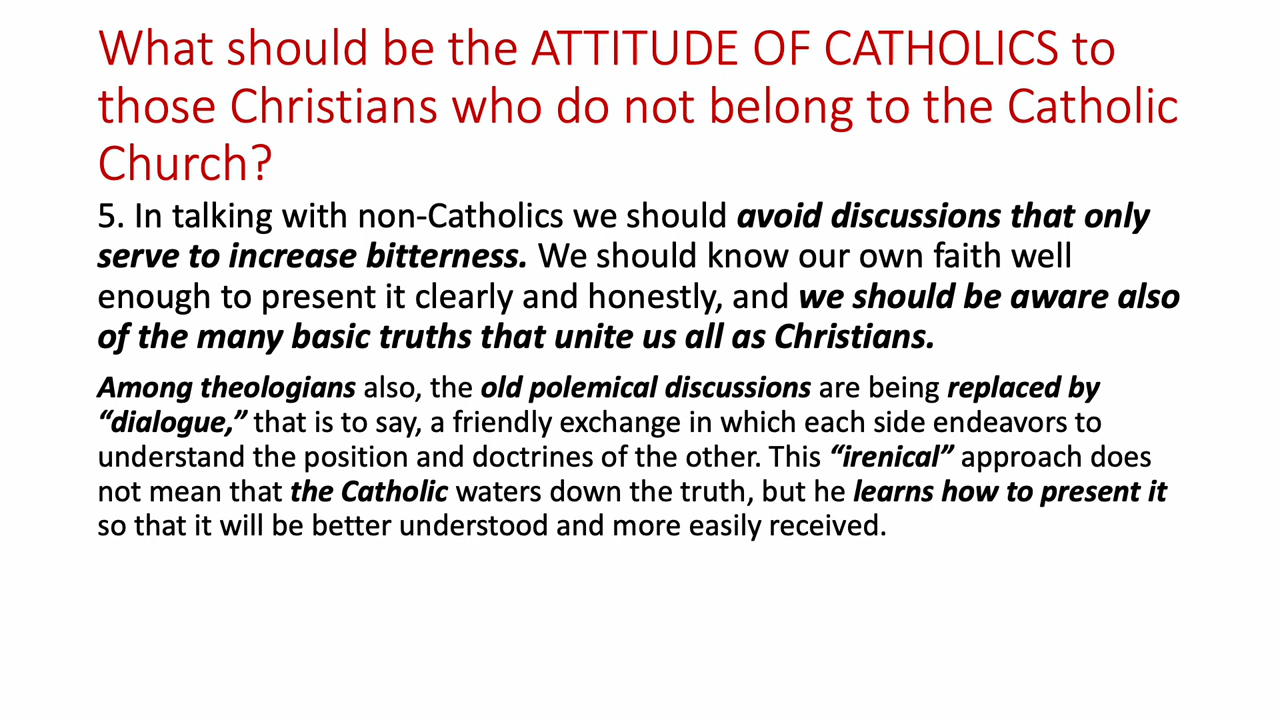 What should be the ATTITUDE OF CATHOLICS to
those Christians who do not belong to the Catholic
Church?
5. In talking with non-Catholics we should avoid discussions that only
serve to increase bitterness. We should know our own faith well
enough to present it clearly and honestly, and we should be aware also
of the many basic truths that unite us all as Christians.
Among theologians also, the old polemical discussions are being replaced by
“dialogue,” that is to say, a friendly exchange in which each side endeavors to
understand the position and doctrines of the other. This “irenical” approach does
not mean that the Catholic waters down the truth, but he learns how to present it
so that it will be better understood and more easily received.